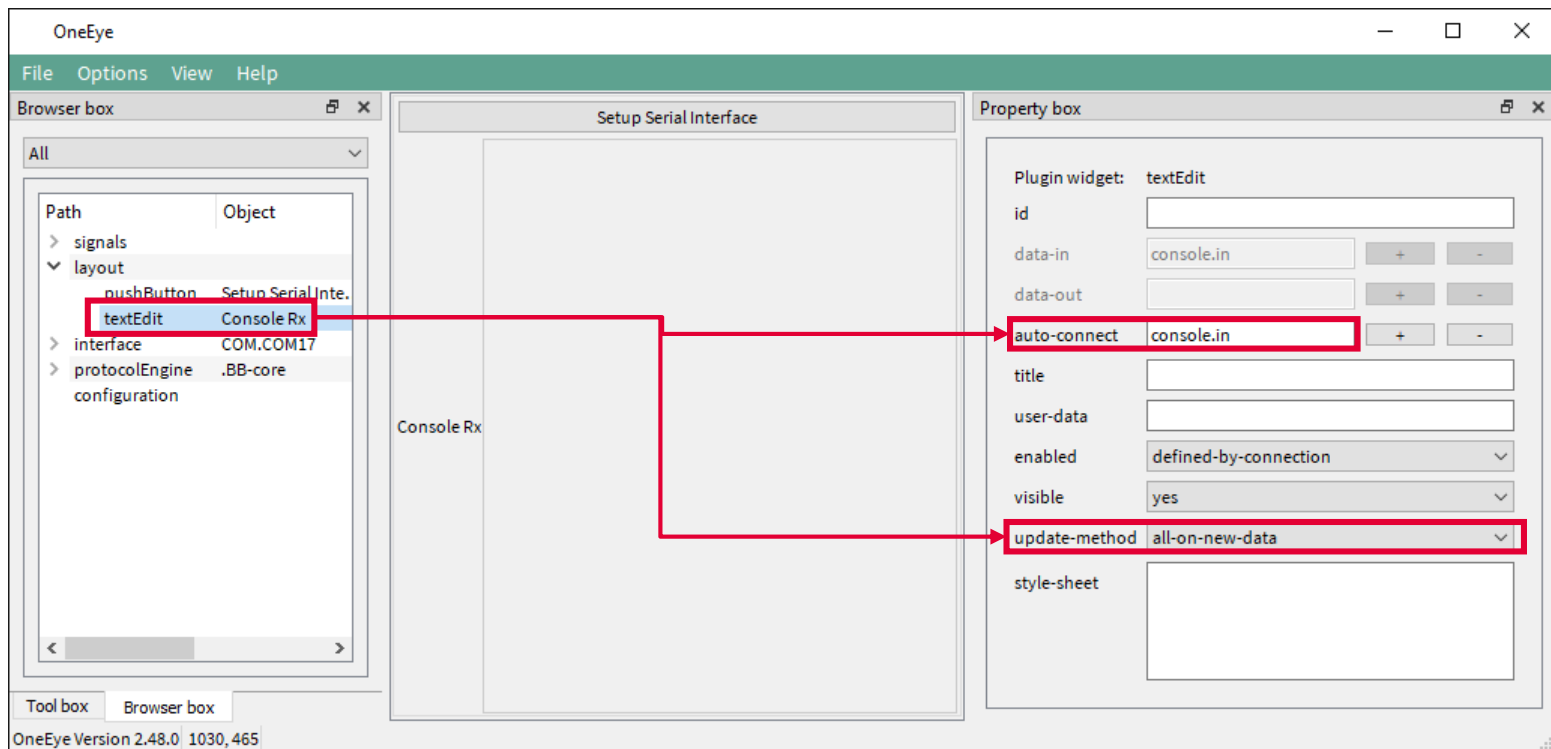 OneEye
File Options View Help
Browser box
All
Path Object
signals
layout
pushButton Setup Serial Inte.
textEdit Console Rx
interface COM.COM17
protocolEngine .BB-core
configuration
Tool box Browser box
OneEye Version 2.48.0 1030, 465
Setup Serial Interface
Console Rx
Property box
Plugin widget: textEdit
id
data-in console.in + -
data-out + -
auto-connect console.in + -
title
user-data
enabled defined-by-connection
visible yes
update-method all-on-new-data
style-sheet